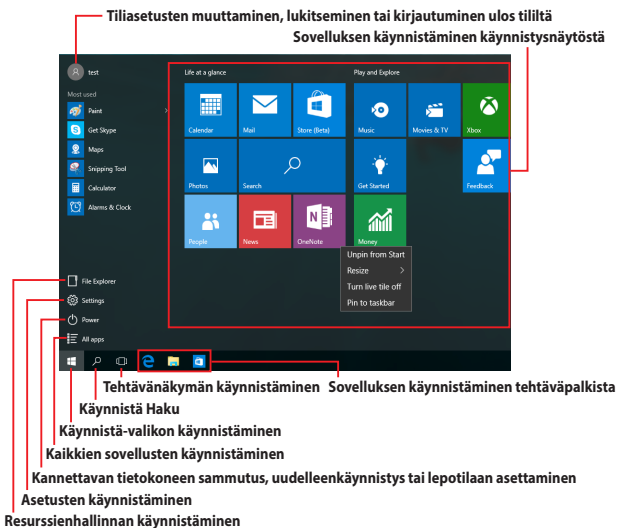 Tiliasetusten muuttaminen, lukitseminen tai kirjautuminen ulos tililtä
Sovelluksen käynnistäminen käynnistysnäytöstä
test
Life at a glance
Play and Explore
Most used
Paint
Get Skype
Maps
Snipping Tool
Calculator
Alarms & Clock
Calendar
Mail
Store (Beta)
Music
Movies & TV
Xbox
Photos
Search
Get Started
Feedback
People
News
OneNote
Money
Unpin from Start
Resize
Turn live tile off
Pin to taskbar
File Explorer
Settings
Power
All apps
Tehtävänäkymän käynnistäminen
Sovelluksen käynnistäminen tehtäväpalkista
Käynnistä Haku
Käynnistä-valikon käynnistäminen
Kaikkien sovellusten käynnistäminen
Kannettavan tietokoneen sammutus, uudelleenkäynnistys tai lepotilaan asettaminen
Asetusten käynnistäminen
Resurssienhallinnan käynnistäminen